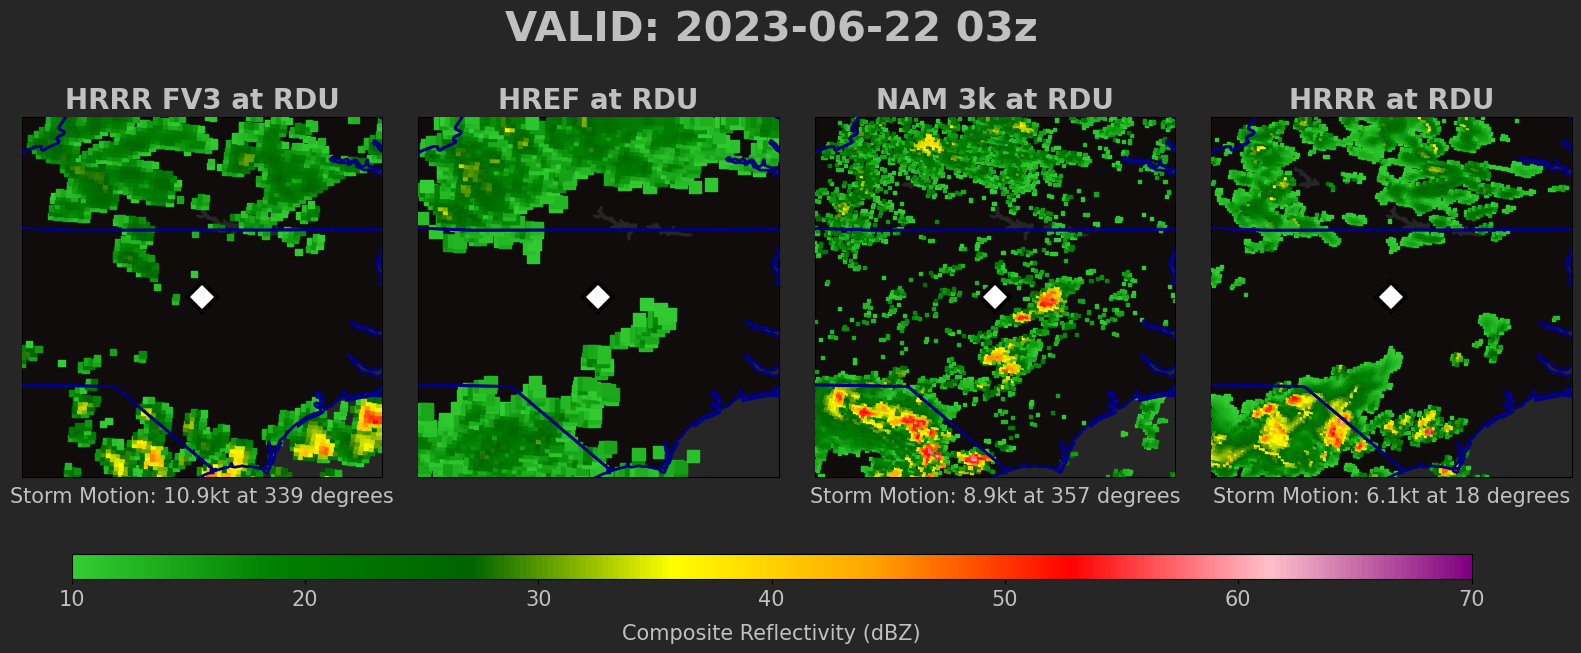 VALID: 2023-06-22 03z
HRRR FV3 at RDU
HREF at RDU
NAM 3k at RDU
HRRR at RDU
Storm Motion: 10.9kt at 339 degrees
Storm Motion: 8.9kt at 357 degrees
Storm Motion: 6.1kt at 18 degrees
10 20 30 40 50 60 70
Composite Reflectivity (dBZ)